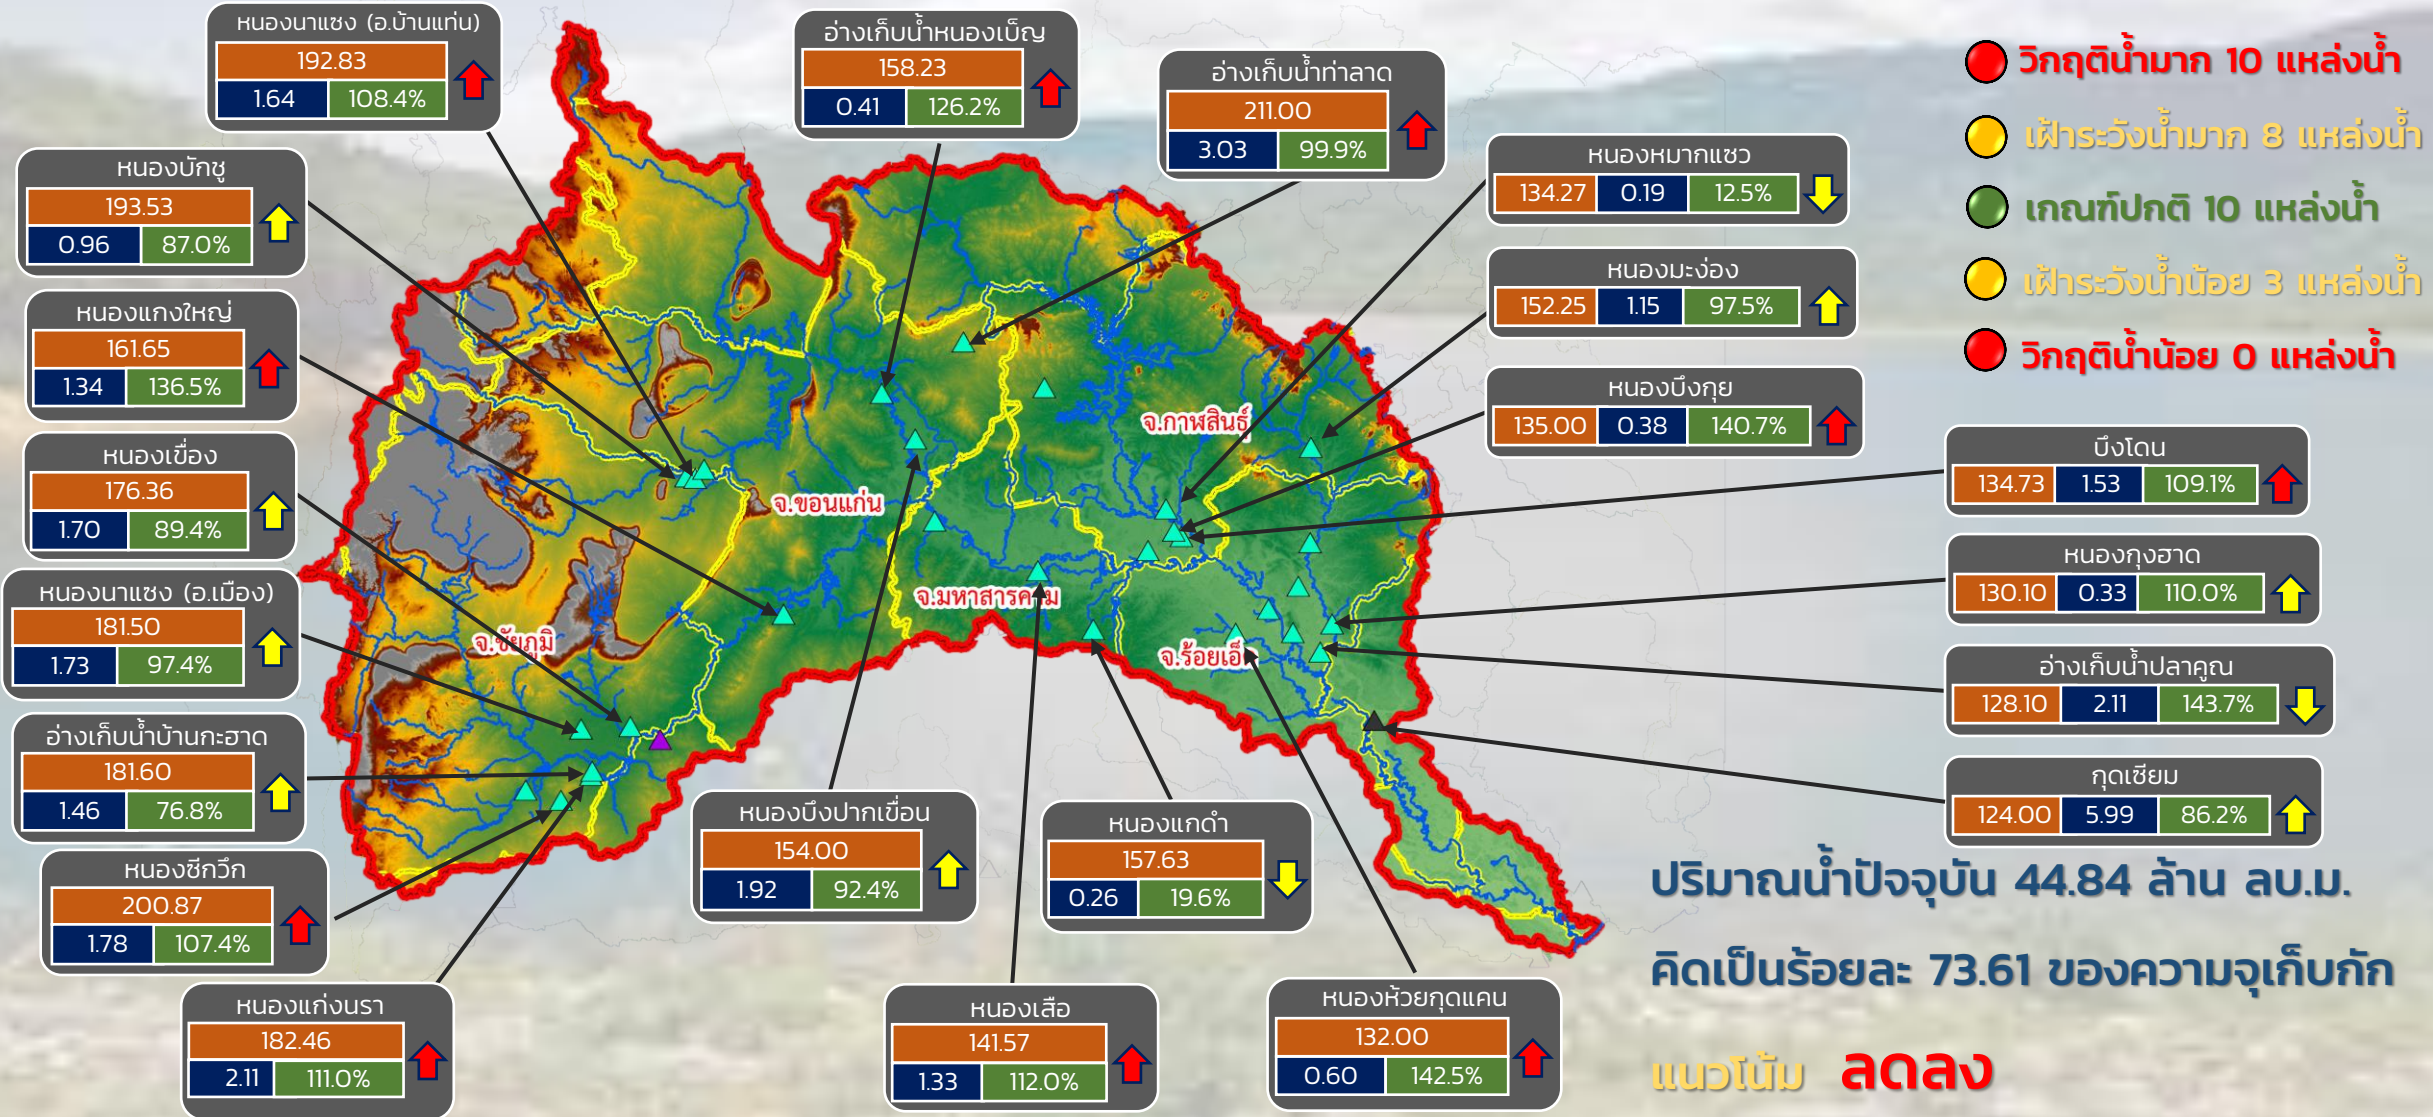 หนองนาแซง (อ.บ้านแท่น)
192.83
1.64 108.4%
อ่างเก็บน้ำหนองเบ็ญ
158.23
0.41 126.2%
อ่างเก็บน้ำท่าลาด
211.00
3.03 99.9%
วิกฤติน้ำมาก 10 แหล่งน้ำ
เฝ้าระวังน้ำมาก 8 แหล่งน้ำ
เกณฑ์ปกติ 10 แหล่งน้ำ
เฝ้าระวังน้ำน้อย 3 แหล่งน้ำ
วิกฤติน้ำน้อย 0 แหล่งน้ำ
หนองบักชู
193.53
0.96 87.0%
หนองแกงใหญ่
161.65
1.34 136.5%
หนองเขื่อง
176.36
1.70 89.4%
หนองนาแซง (อ.เมือง)
181.50
1.73 97.4%
อ่างเก็บน้ำบ้านกะฮาด
181.60
1.46 76.8%
หนองซีกวึก
200.87
1.78 107.4%
หนองแก่งนรา
182.46
2.11 111.0%
หนองหมากแซว
134.27 0.19 12.5%
หนองมะง่อง
152.25 1.15 97.5%
หนองบึงกุย
135.00 0.38 140.7%
บึงโดน
134.73 1.53 109.1%
หนองกุงฮาด
130.10 0.33 110.0%
อ่างเก็บน้ำปลาคูณ
128.10 2.11 143.7%
กุดเซียม
124.00 5.99 86.2%
จ.กาฬสินธุ์
จ.ขอนแก่น
จ.มหาสารคาม
จ.ชัยภูมิ
จ.ร้อยเอ็
หนองบึงปากเขื่อน
154.00
1.92 92.4%
หนองแกดำ
157.63
0.26 19.6%
หนองเสือ
141.57
1.33 112.0%
หนองห้วยกุดแคน
132.00
0.60 142.5%
ปริมาณน้ำปัจจุบัน 44.84 ล้าน ลบ.ม.
คิดเป็นร้อยละ 73.61 ของความจุเก็บกัก
แนวโน้ม ลดลง